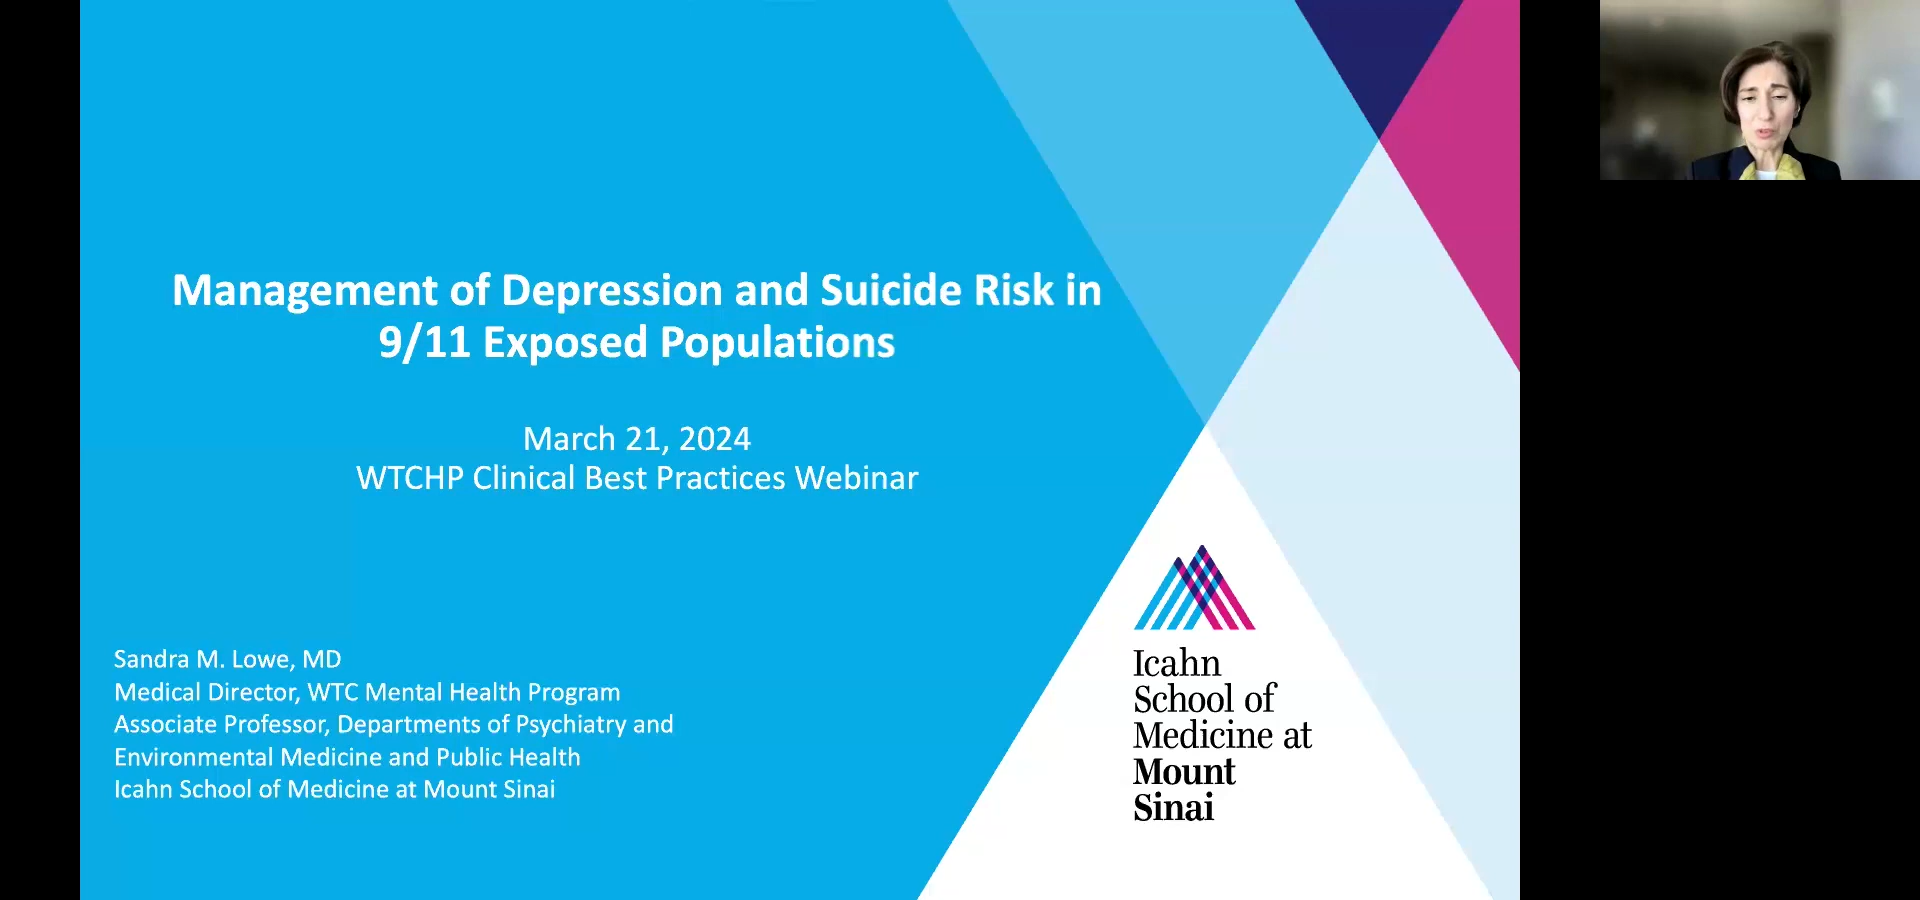 Management of Depression and Suicide Risk in
9/11 Exposed Populations
March 21, 2024
WTCHP Clinical Best Practices Webinar
Sandra M. Lowe, MD
Medical Director, WTC Mental Health Program
Associate Professor, Departments of Psychiatry and
Environmental Medicine and Public Health
Icahn School of Medicine at Mount Sinai
Icahn
School of
Medicine at
Mount
Sinai